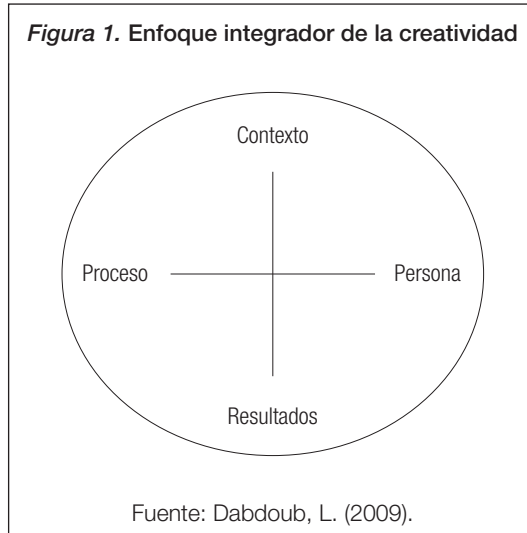 Figura 1. Enfoque integrador de la creatividad
Contexto
Proceso
Persona
Resultados
Fuente: Dabdoub, L. (2009).